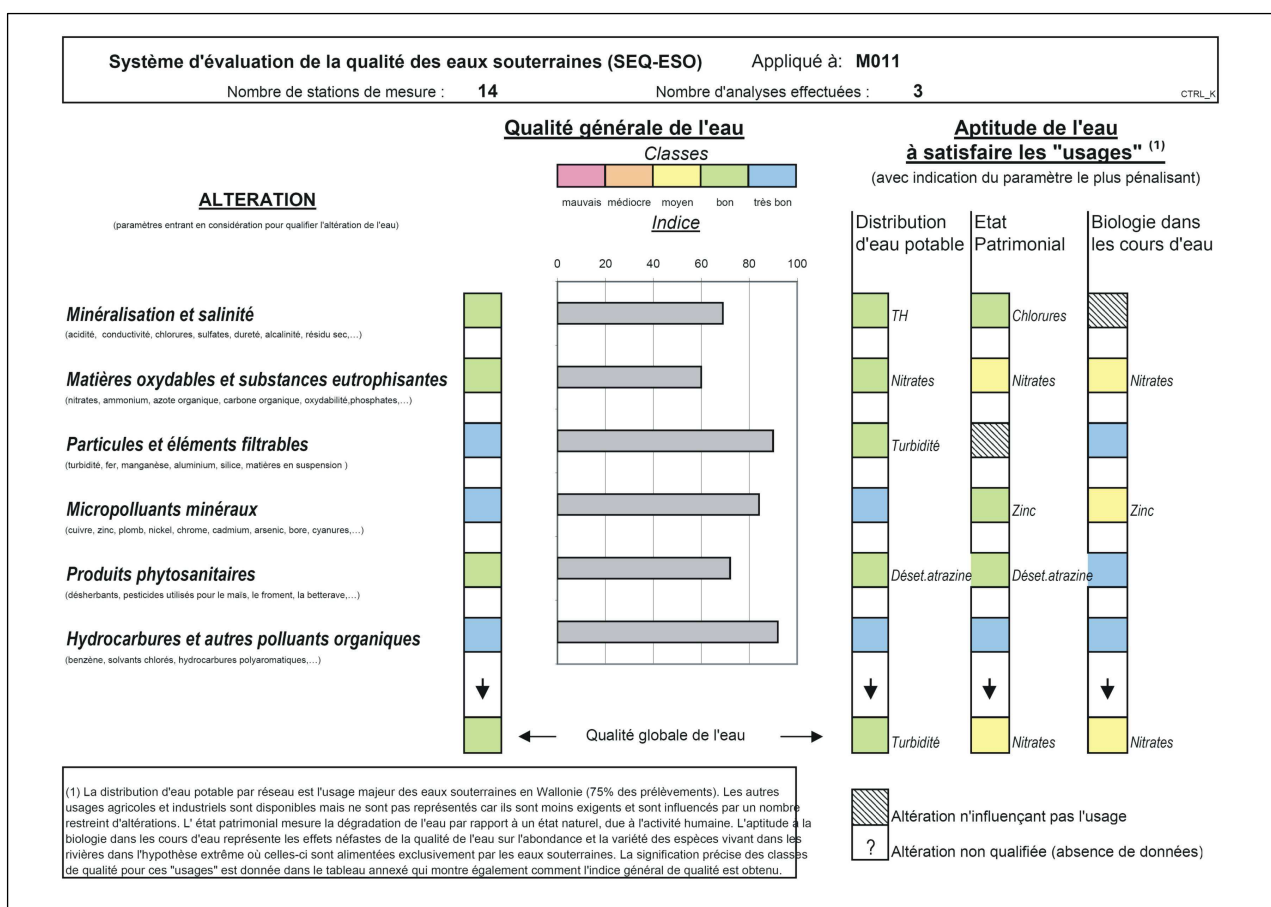 Système d'évaluation de la qualité des eaux souterraines (SEQ-ESO) Appliqué à: M011
Nombre de stations de mesure : 14 Nombre d'analyses effectuées : 3 CTRL_K
Qualité générale de l'eau
Classes
mauvais médiocre moyen bon très bon
Indice
0 20 40 60 80 100
Aptitude de l'eau
à satisfaire les "usages" (1)
(avec indication du paramètre le plus pénalisant)
Distribution
d'eau potable
Etat
Patrimonial
Biologie dans
les cours d'eau
ALTERATION
(paramètres entrant en considération pour qualifier l'altération de l'eau)
Minéralisation et salinité
(acidité, conductivité, chlorures, sulfates, dureté, alcalinité, résidu sec,…)
TH Chlorures
Matières oxydables et substances eutrophisantes
(nitrates, ammonium, azote organique, carbone organique, oxydabilité,phosphates,…)
Nitrates Nitrates Nitrates
Particules et éléments filtrables
(turbidité, fer, manganèse, aluminium, silice, matières en suspension )
Turbidité
Micropolluants minéraux
(cuivre, zinc, plomb, nickel, chrome, cadmium, arsenic, bore, cyanures,…)
Zinc Zinc
Produits phytosanitaires
(désherbants, pesticides utilisés pour le maïs, le froment, la betterave,…)
Déset.atrazine Déset.atrazine
Hydrocarbures et autres polluants organiques
(benzène, solvants chlorés, hydrocarbures polyaromatiques,…)
Qualité globale de l'eau
Turbidité Nitrates Nitrates
(1) La distribution d'eau potable par réseau est l'usage majeur des eaux souterraines en Wallonie (75% des prélèvements). Les autres
usages agricoles et industriels sont disponibles mais ne sont pas représentés car ils sont moins exigents et sont influencés par un nombre
restreint d'altérations. L' état patrimonial mesure la dégradation de l'eau par rapport à un état naturel, due à l'activité humaine. L'aptitude à la
biologie dans les cours d'eau représente les effets néfastes de la qualité de l'eau sur l'abondance et la variété des espèces vivant dans les
rivières dans l'hypothèse extrême où celles-ci sont alimentées exclusivement par les eaux souterraines. La signification précise des classes
de qualité pour ces "usages" est donnée dans le tableau annexé qui montre également comment l'indice général de qualité est obtenu.
Altération n'influençant pas l'usage
? Altération non qualifiée (absence de données)